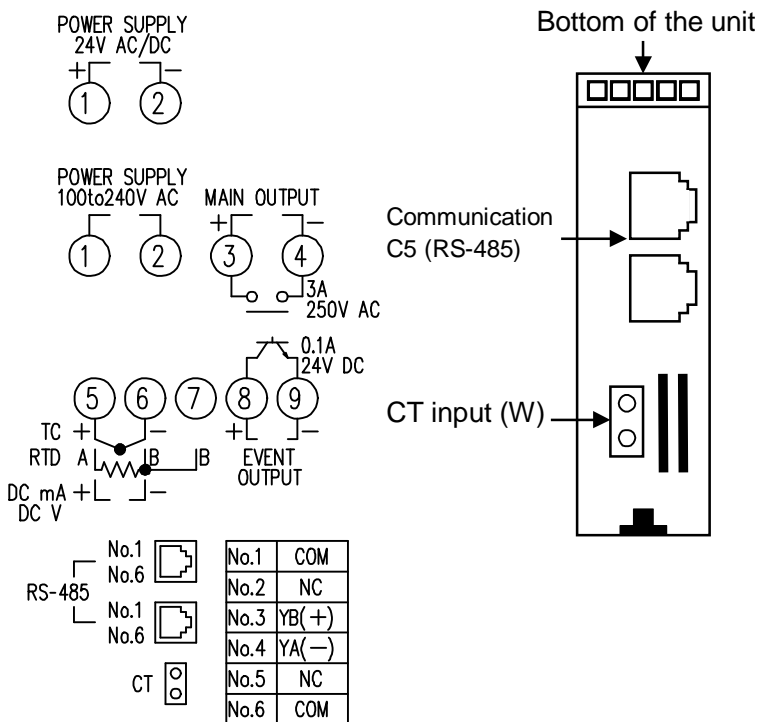 POWER SUPPLY
24V AC/DC
+ −
1 2
POWER SUPPLY
100to240V AC
1 2
MAIN OUTPUT
+ −
3 4
3A
250V AC
0.1A
24V DC
5 6 7 8 9
TC + −
RTD A B B
DC mA + −
DC V
+ −
EVENT
OUTPUT
RS-485
No.1
No.6
No.1
No.6
CT
No.1 COM
No.2 NC
No.3 YB(+)
No.4 YA(−)
No.5 NC
No.6 COM
Bottom of the unit
Communication
C5 (RS-485)
CT input (W)